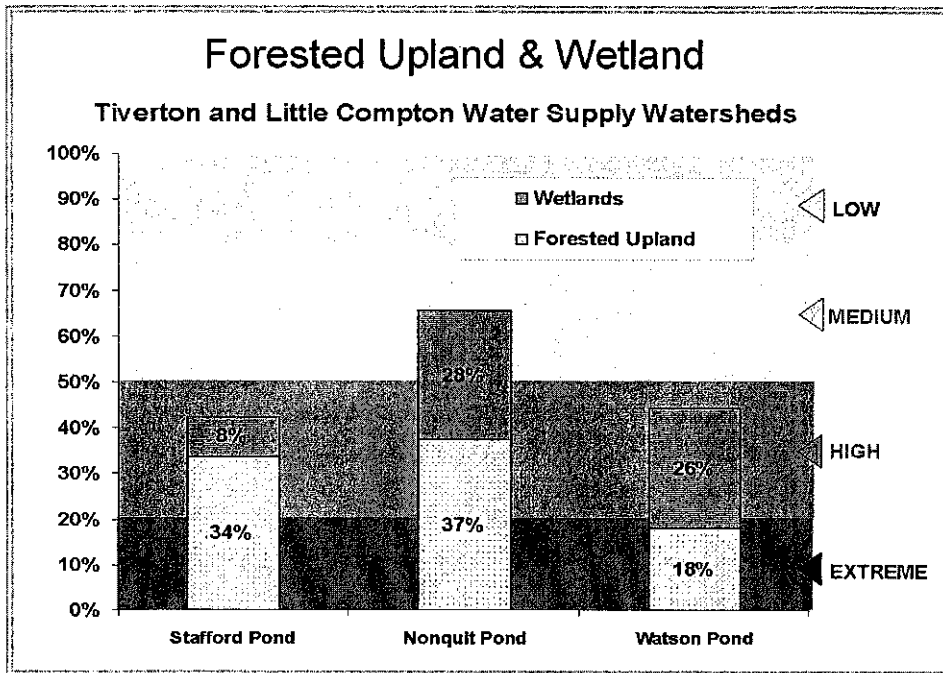 Forested Upland & Wetland
Tiverton and Little Compton Water Supply Watersheds
100%
90%
80%
70%
60%
50%
40%
30%
20%
10%
0%
Wetlands
Forested Upland
LOW
MEDIUM
HIGH
EXTREME
8%
34%
28%
37%
26%
18%
Stafford Pond
Nonquit Pond
Watson Pond